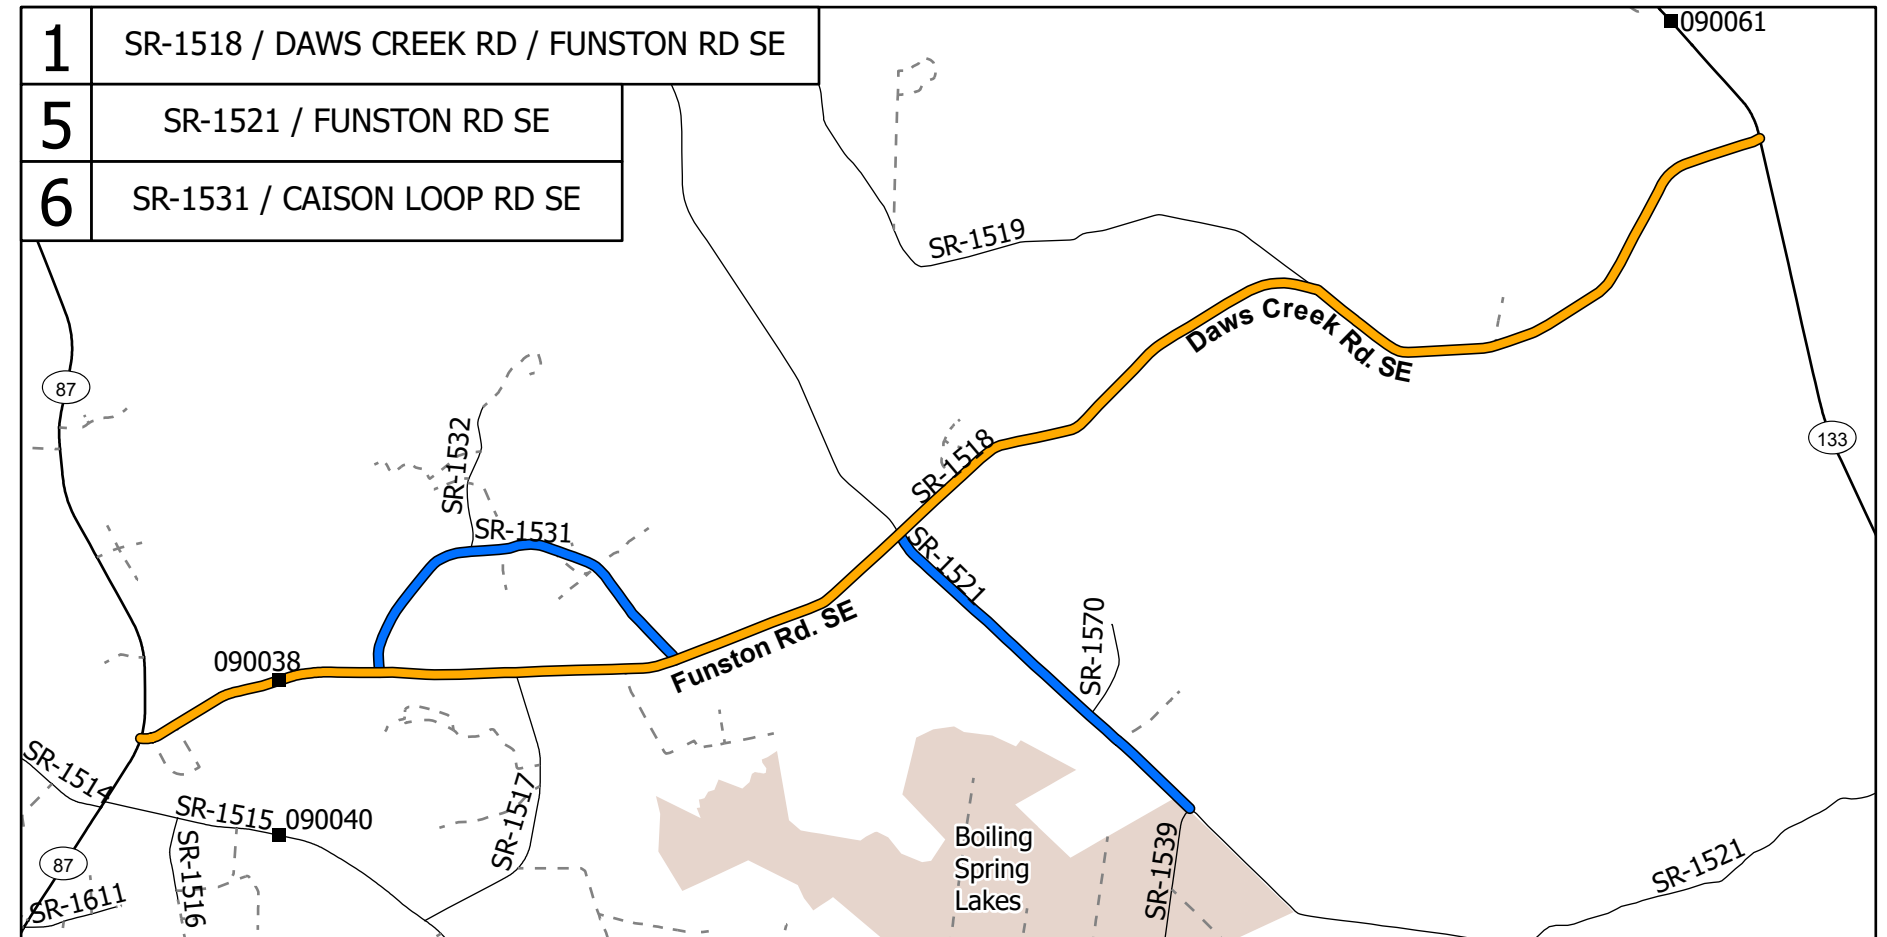 1 SR-1518 / DAWS CREEK RD / FUNSTON RD SE
5 SR-1521 / FUNSTON RD SE
6 SR-1531 / CAISON LOOP RD SE
090061
SR-1519
Daws Creek Rd. SE
87
133
SR-1532
SR-1518
SR-1531
SR-1521
Funston Rd. SE
SR-1570
090038
SR-1514
SR-1515
090040
SR-1517
SR-1516
87
SR-1611
Boiling
Spring
Lakes
SR-1539
SR-1521